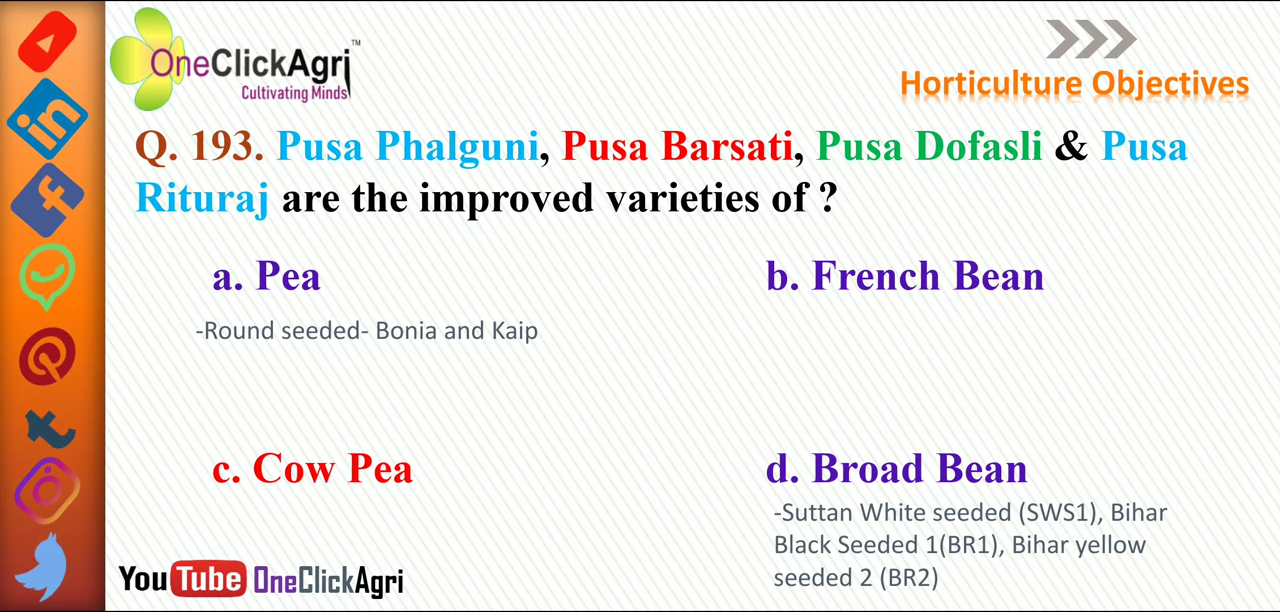 OneClickAgri™
Cultivating Minds
Horticulture Objectives
Q. 193. Pusa Phalguni, Pusa Barsati, Pusa Dofasli & Pusa
Rituraj are the improved varieties of ?
a. Pea
b. French Bean
-Round seeded- Bonia and Kaip
c. Cow Pea
d. Broad Bean
-Suttan White seeded (SWS1), Bihar
Black Seeded 1(BR1), Bihar yellow
seeded 2 (BR2)
YouTube OneClickAgri